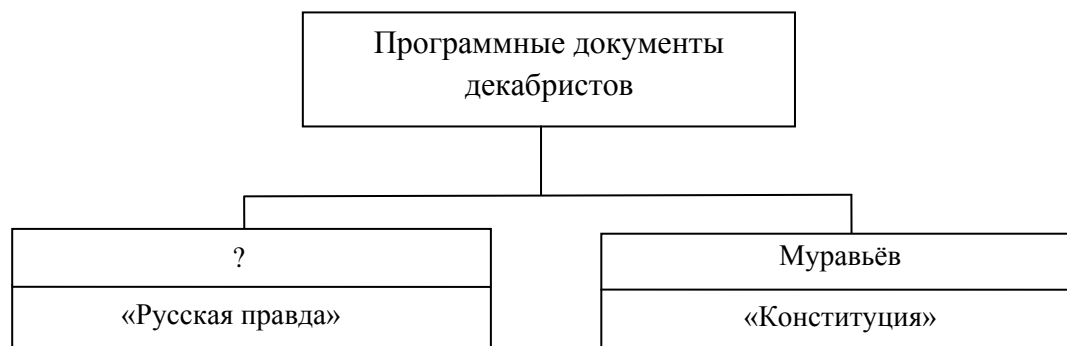 Программные документы
декабристов
?
«Русская правда»
Муравьёв
«Конституция»